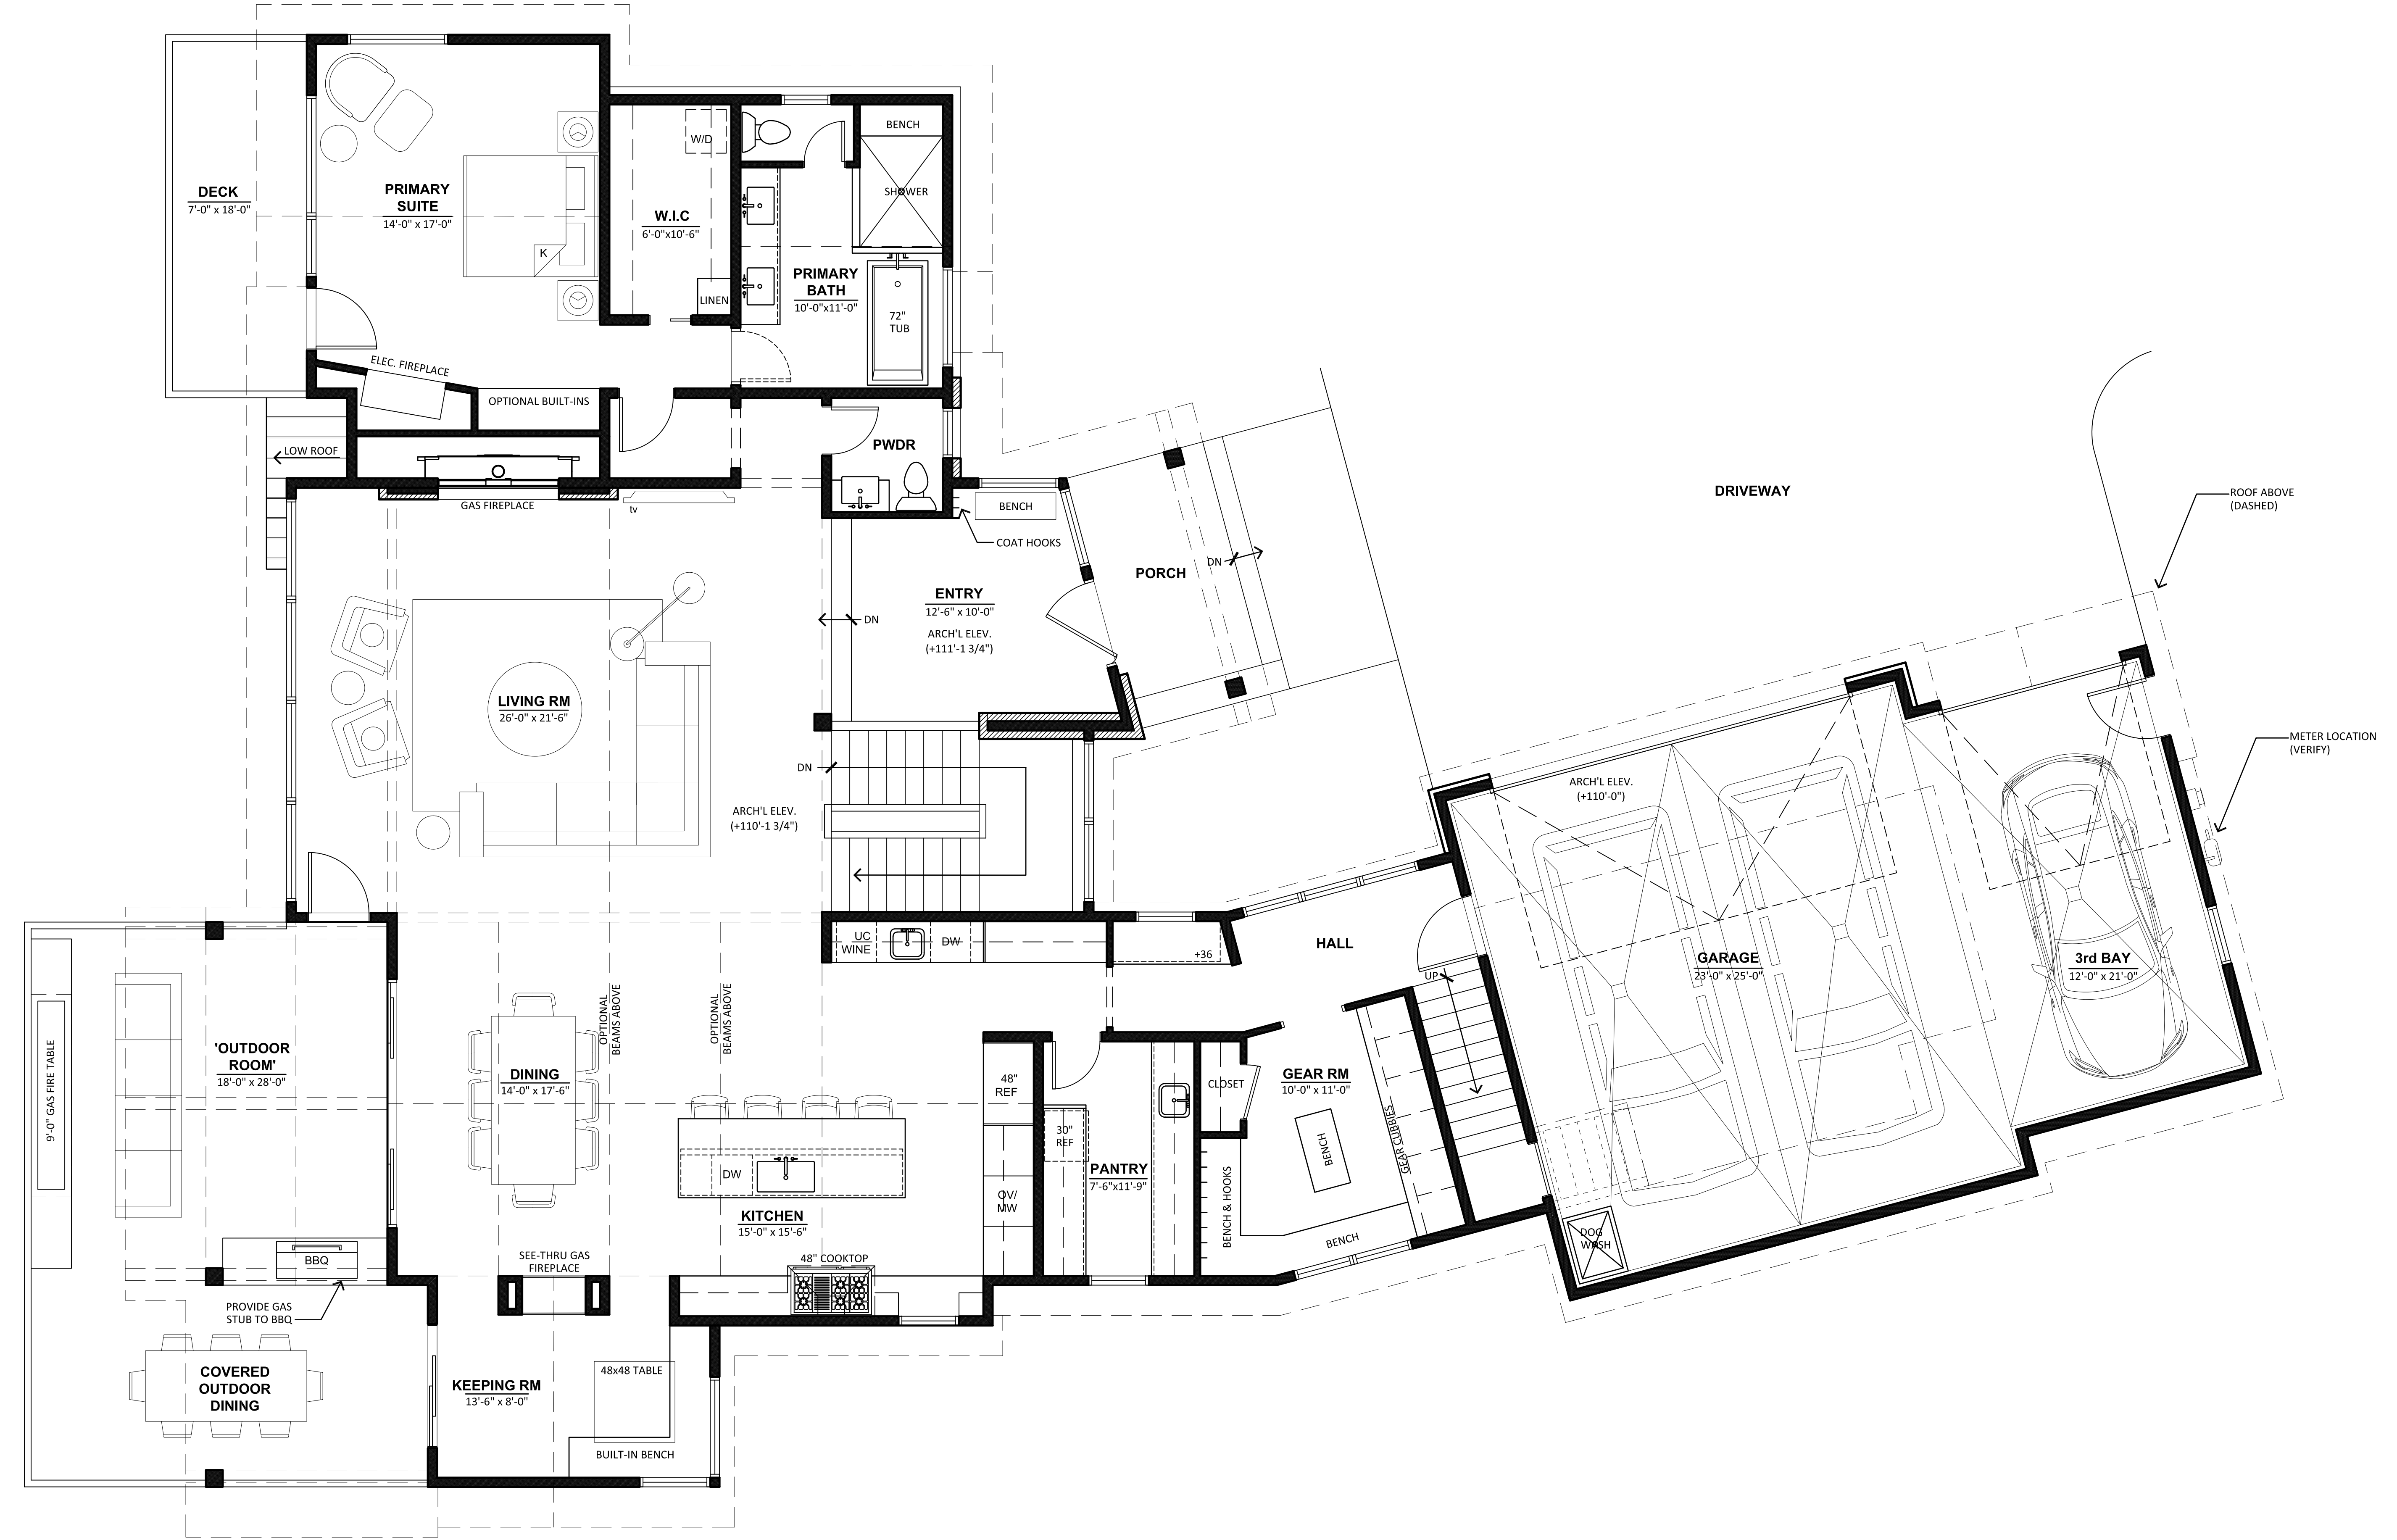 DECK
7'-0" x 18'-0"
PRIMARY
SUITE
14'-0" x 17'-0"
K
ELEC. FIREPLACE
OPTIONAL BUILT-INS
W/D
W.I.C
6'-0"x10'-6"
LINEN
BENCH
SHOWER
PRIMARY
BATH
10'-0"x11'-0"
72"
TUB
LOW ROOF
GAS FIREPLACE
tv
PWDR
BENCH
COAT HOOKS
PORCH
DN
DRIVEWAY
ROOF ABOVE
(DASHED)
ENTRY
12'-6" x 10'-0"
ARCH'L ELEV.
(+111'-1 3/4")
DN
LIVING RM
26'-0" x 21'-6"
DN
ARCH'L ELEV.
(+110'-1 3/4")
METER LOCATION
(VERIFY)
ARCH'L ELEV.
(+110'-0")
UC
WINE
DW
+36
HALL
UP
GARAGE
23'-0" x 25'-0"
3rd BAY
12'-0" x 21'-0"
OPTIONAL
BEAMS ABOVE
OPTIONAL
BEAMS ABOVE
9'-0" GAS FIRE TABLE
'OUTDOOR
ROOM'
18'-0" x 28'-0"
DINING
14'-0" x 17'-6"
48"
REF
30"
REF
CLOSET
GEAR RM
10'-0" x 11'-0"
BENCH
GEAR CUBBIES
DW
OV/
MW
PANTRY
7'-6"x11'-9"
BENCH & HOOKS
BENCH
KITCHEN
15'-0" x 15'-6"
DOG
WASH
BBQ
SEE-THRU GAS
FIREPLACE
48" COOKTOP
PROVIDE GAS
STUB TO BBQ
COVERED
OUTDOOR
DINING
KEEPING RM
13'-6" x 8'-0"
48x48 TABLE
BUILT-IN BENCH